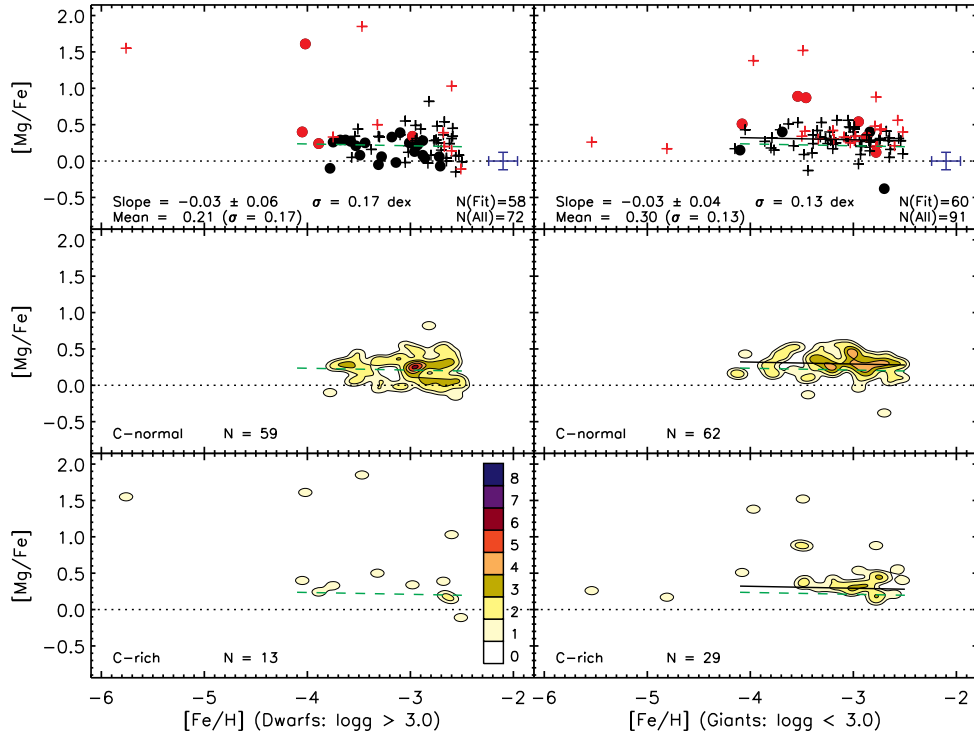 2.0
1.5
1.0
0.5
0.0
−0.5
[Mg/Fe]
Slope = −0.03 ± 0.06 σ = 0.17 dex N(Fit)=58
Mean = 0.21 (σ = 0.17) N(All)=72
Slope = −0.03 ± 0.04 σ = 0.13 dex N(Fit)=60
Mean = 0.30 (σ = 0.13) N(All)=91
2.0
1.5
1.0
0.5
0.0
−0.5
[Mg/Fe]
C−normal N = 59
C−normal N = 62
2.0
1.5
1.0
0.5
0.0
−0.5
[Mg/Fe]
C−rich N = 13
8
7
6
5
4
3
2
1
0
C−rich N = 29
−6 −5 −4 −3 −2
−5 −4 −3 −2
[Fe/H] (Dwarfs: logg > 3.0)
[Fe/H] (Giants: logg < 3.0)